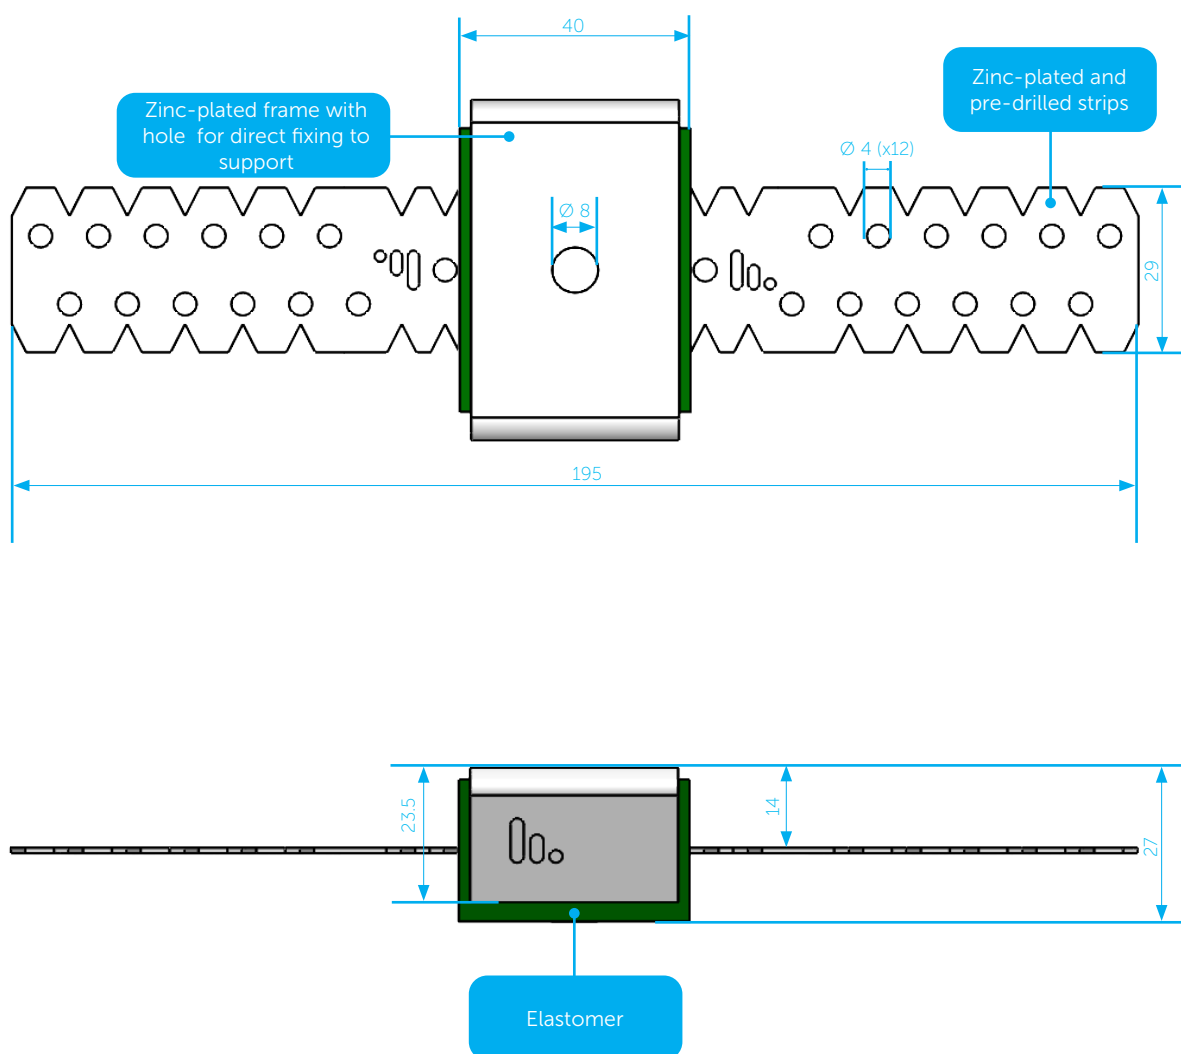 40
Zinc-plated and
pre-drilled strips
Zinc-plated frame with
hole for direct fixing to
support
Ø 4 (x12)
Ø 8
29
195
23.5
14
27
Elastomer